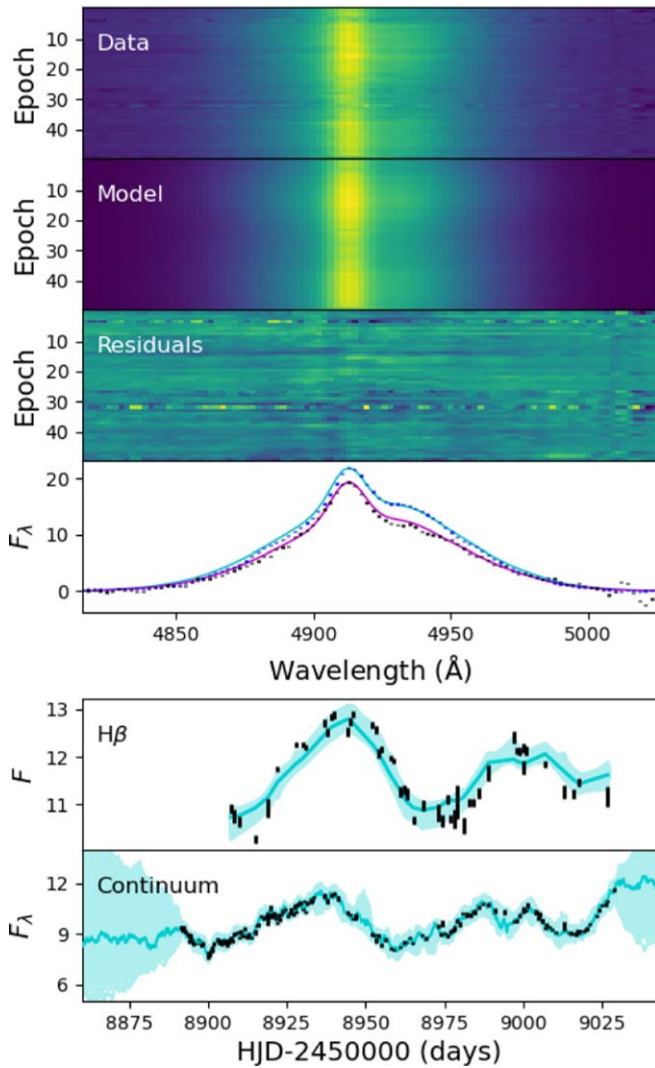 Data
Epoch
10
20
30
40
Model
Epoch
10
20
30
40
Residuals
Epoch
10
20
30
40
Fλ
20
10
0
4850 4900 4950 5000
Wavelength (Å)
Hβ
F
13
12
11
Continuum
Fλ
12
9
6
8875 8900 8925 8950 8975 9000 9025
HJD-2450000 (days)